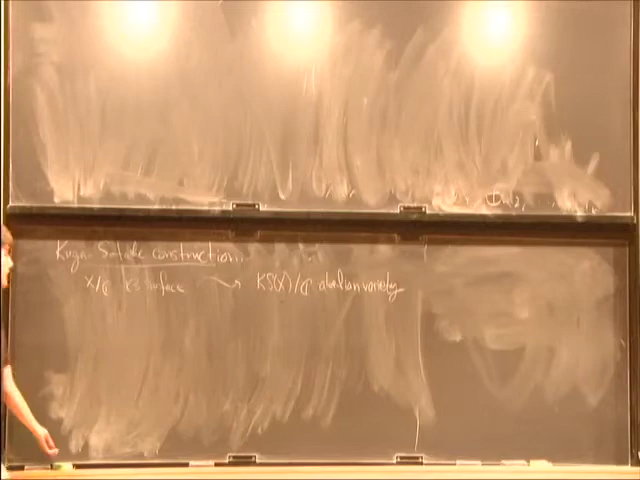 Kuga-Satake construction.
X/ℂ K3 surface ⇝ KS(X)/ℂ abelian variety